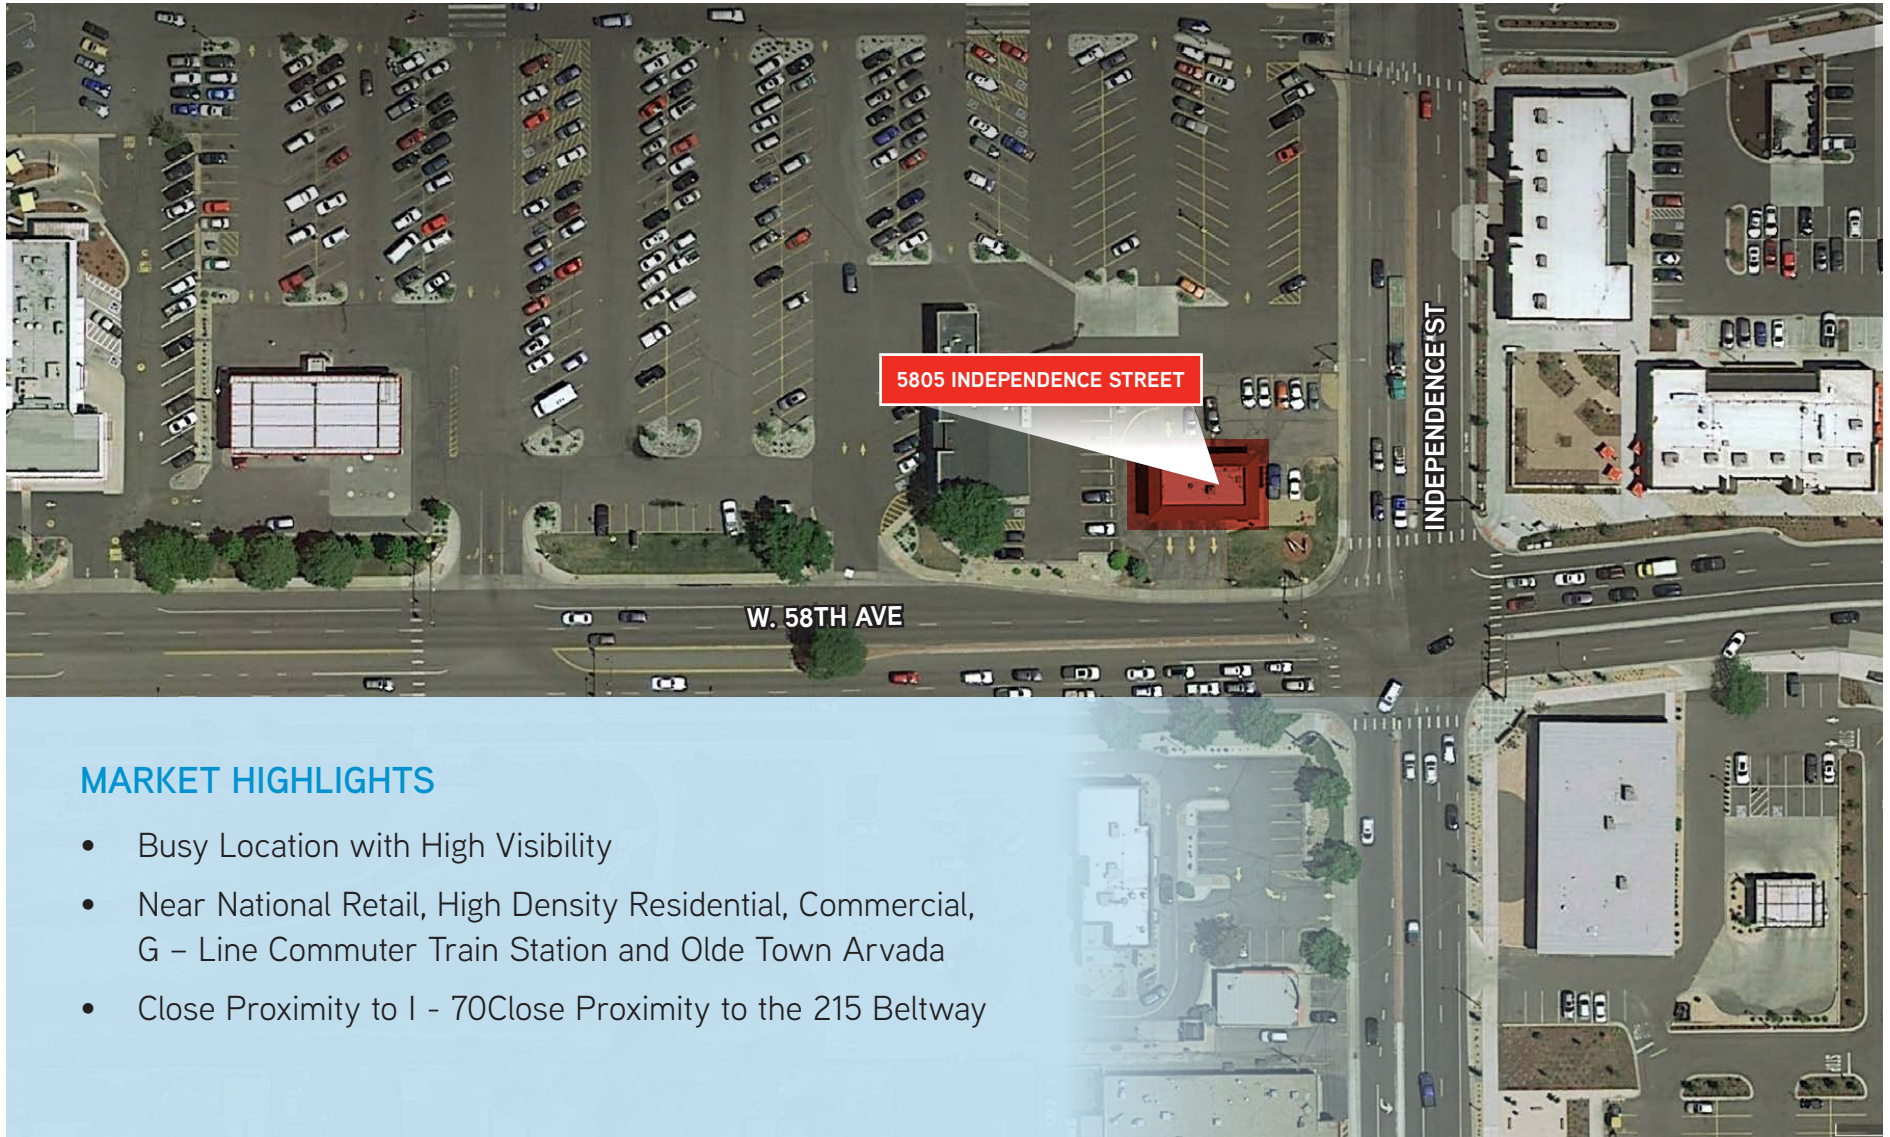 5805 INDEPENDENCE STREET
INDEPENDENCE ST
W. 58TH AVE
MARKET HIGHLIGHTS
• Busy Location with High Visibility
• Near National Retail, High Density Residential, Commercial,
G – Line Commuter Train Station and Olde Town Arvada
• Close Proximity to I - 70Close Proximity to the 215 Beltway